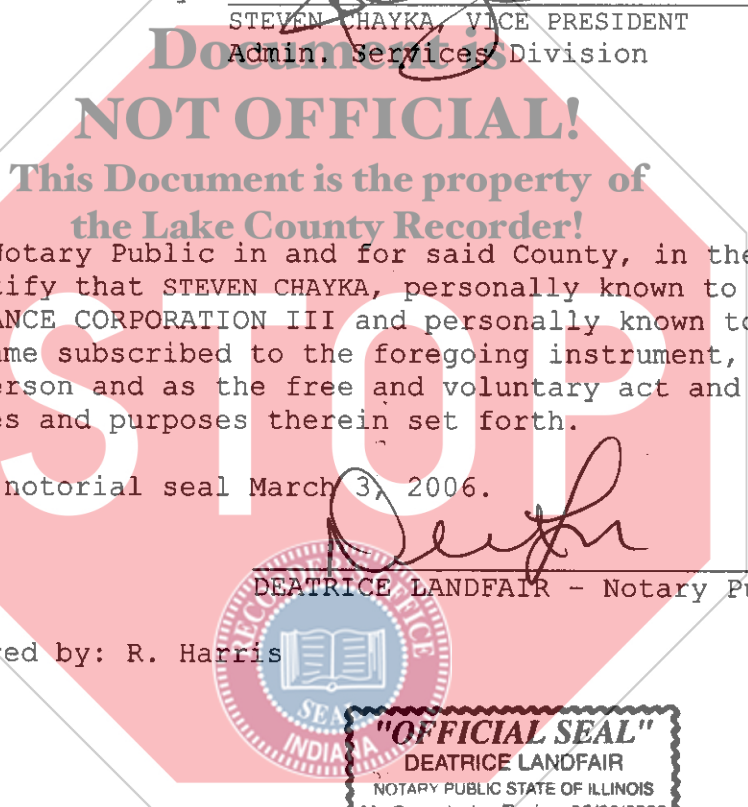 STEVEN CHAYKA, VICE PRESIDENT
Document is
Admin. Services Division
NOT OFFICIAL!
This Document is the property of
the Lake County Recorder!
Notary Public in and for said County, in the
tify that STEVEN CHAYKA, personally known to
ANCE CORPORATION III and personally known to
me subscribed to the foregoing instrument,
erson and as the free and voluntary act and
es and purposes therein set forth.
STOP
notorial seal March 3, 2006.
DEATRICE LANDFAIR - Notary Pu
RECORDER'S OFFICE
ed by: R. Harris
SEAL
INDIANA
"OFFICIAL SEAL"
DEATRICE LANDFAIR
NOTARY PUBLIC STATE OF ILLINOIS